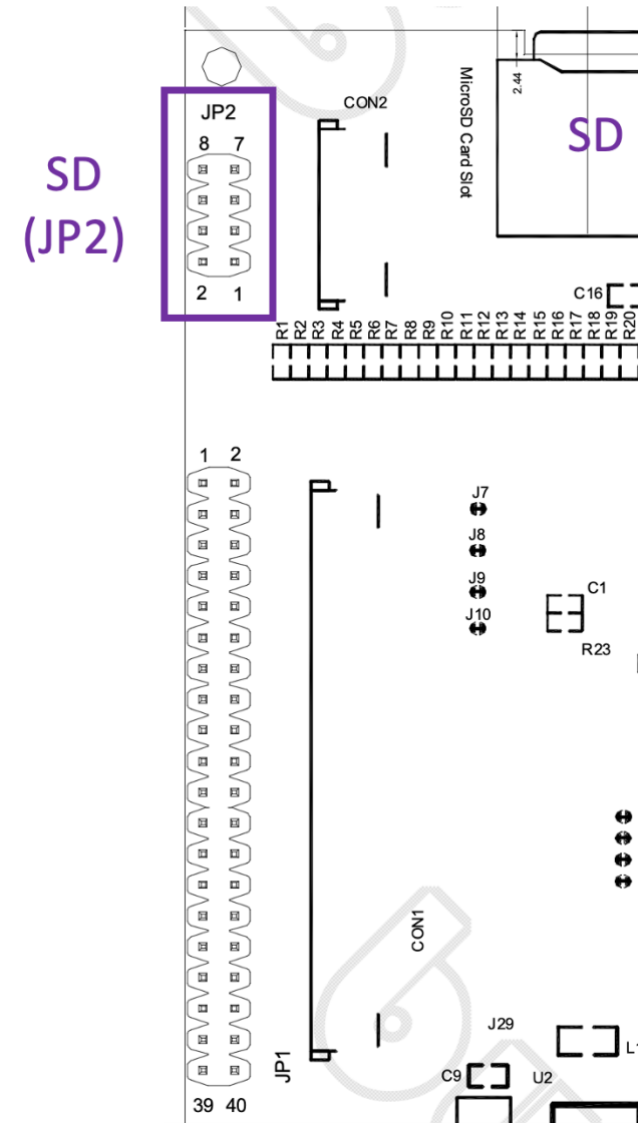 JP2
8 7
2 1
SD
(JP2)
CON2
MicroSD Card Slot
2.44
SD
C16
R1
R2
R3
R4
R5
R6
R7
R8
R9
R10
R11
R12
R13
R14
R15
R16
R17
R18
R19
R20
1 2
J7
J8
J9
J10
C1
R23
CON1
J29
JP1
C9
U2
39 40